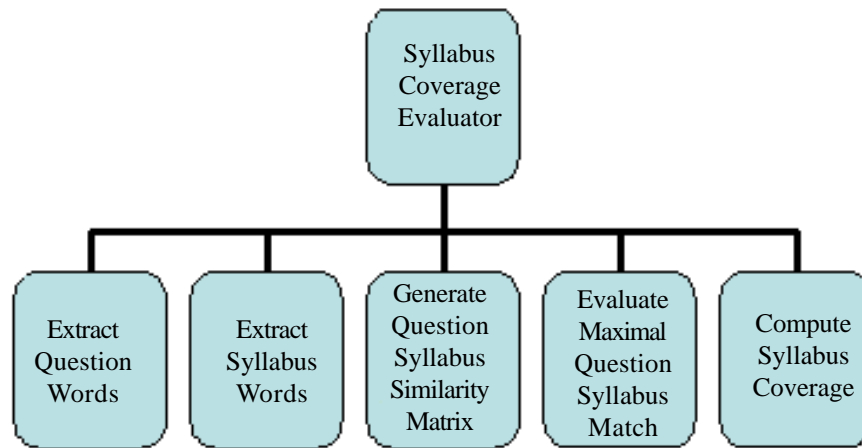 Syllabus
Coverage
Evaluator
Extract
Question
Words
Extract
Syllabus
Words
Generate
Question
Syllabus
Similarity
Matrix
Evaluate
Maximal
Question
Syllabus
Match
Compute
Syllabus
Coverage